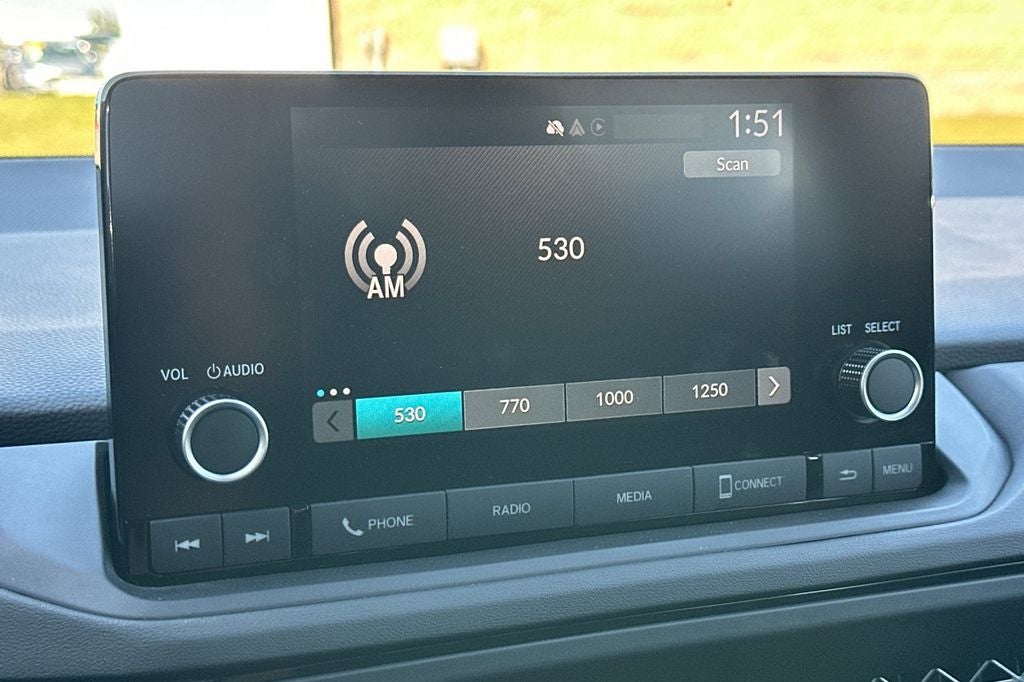 1:51
Scan
530
AM
LIST SELECT
VOL AUDIO
530 770 1000 1250
PHONE RADIO MEDIA CONNECT MENU